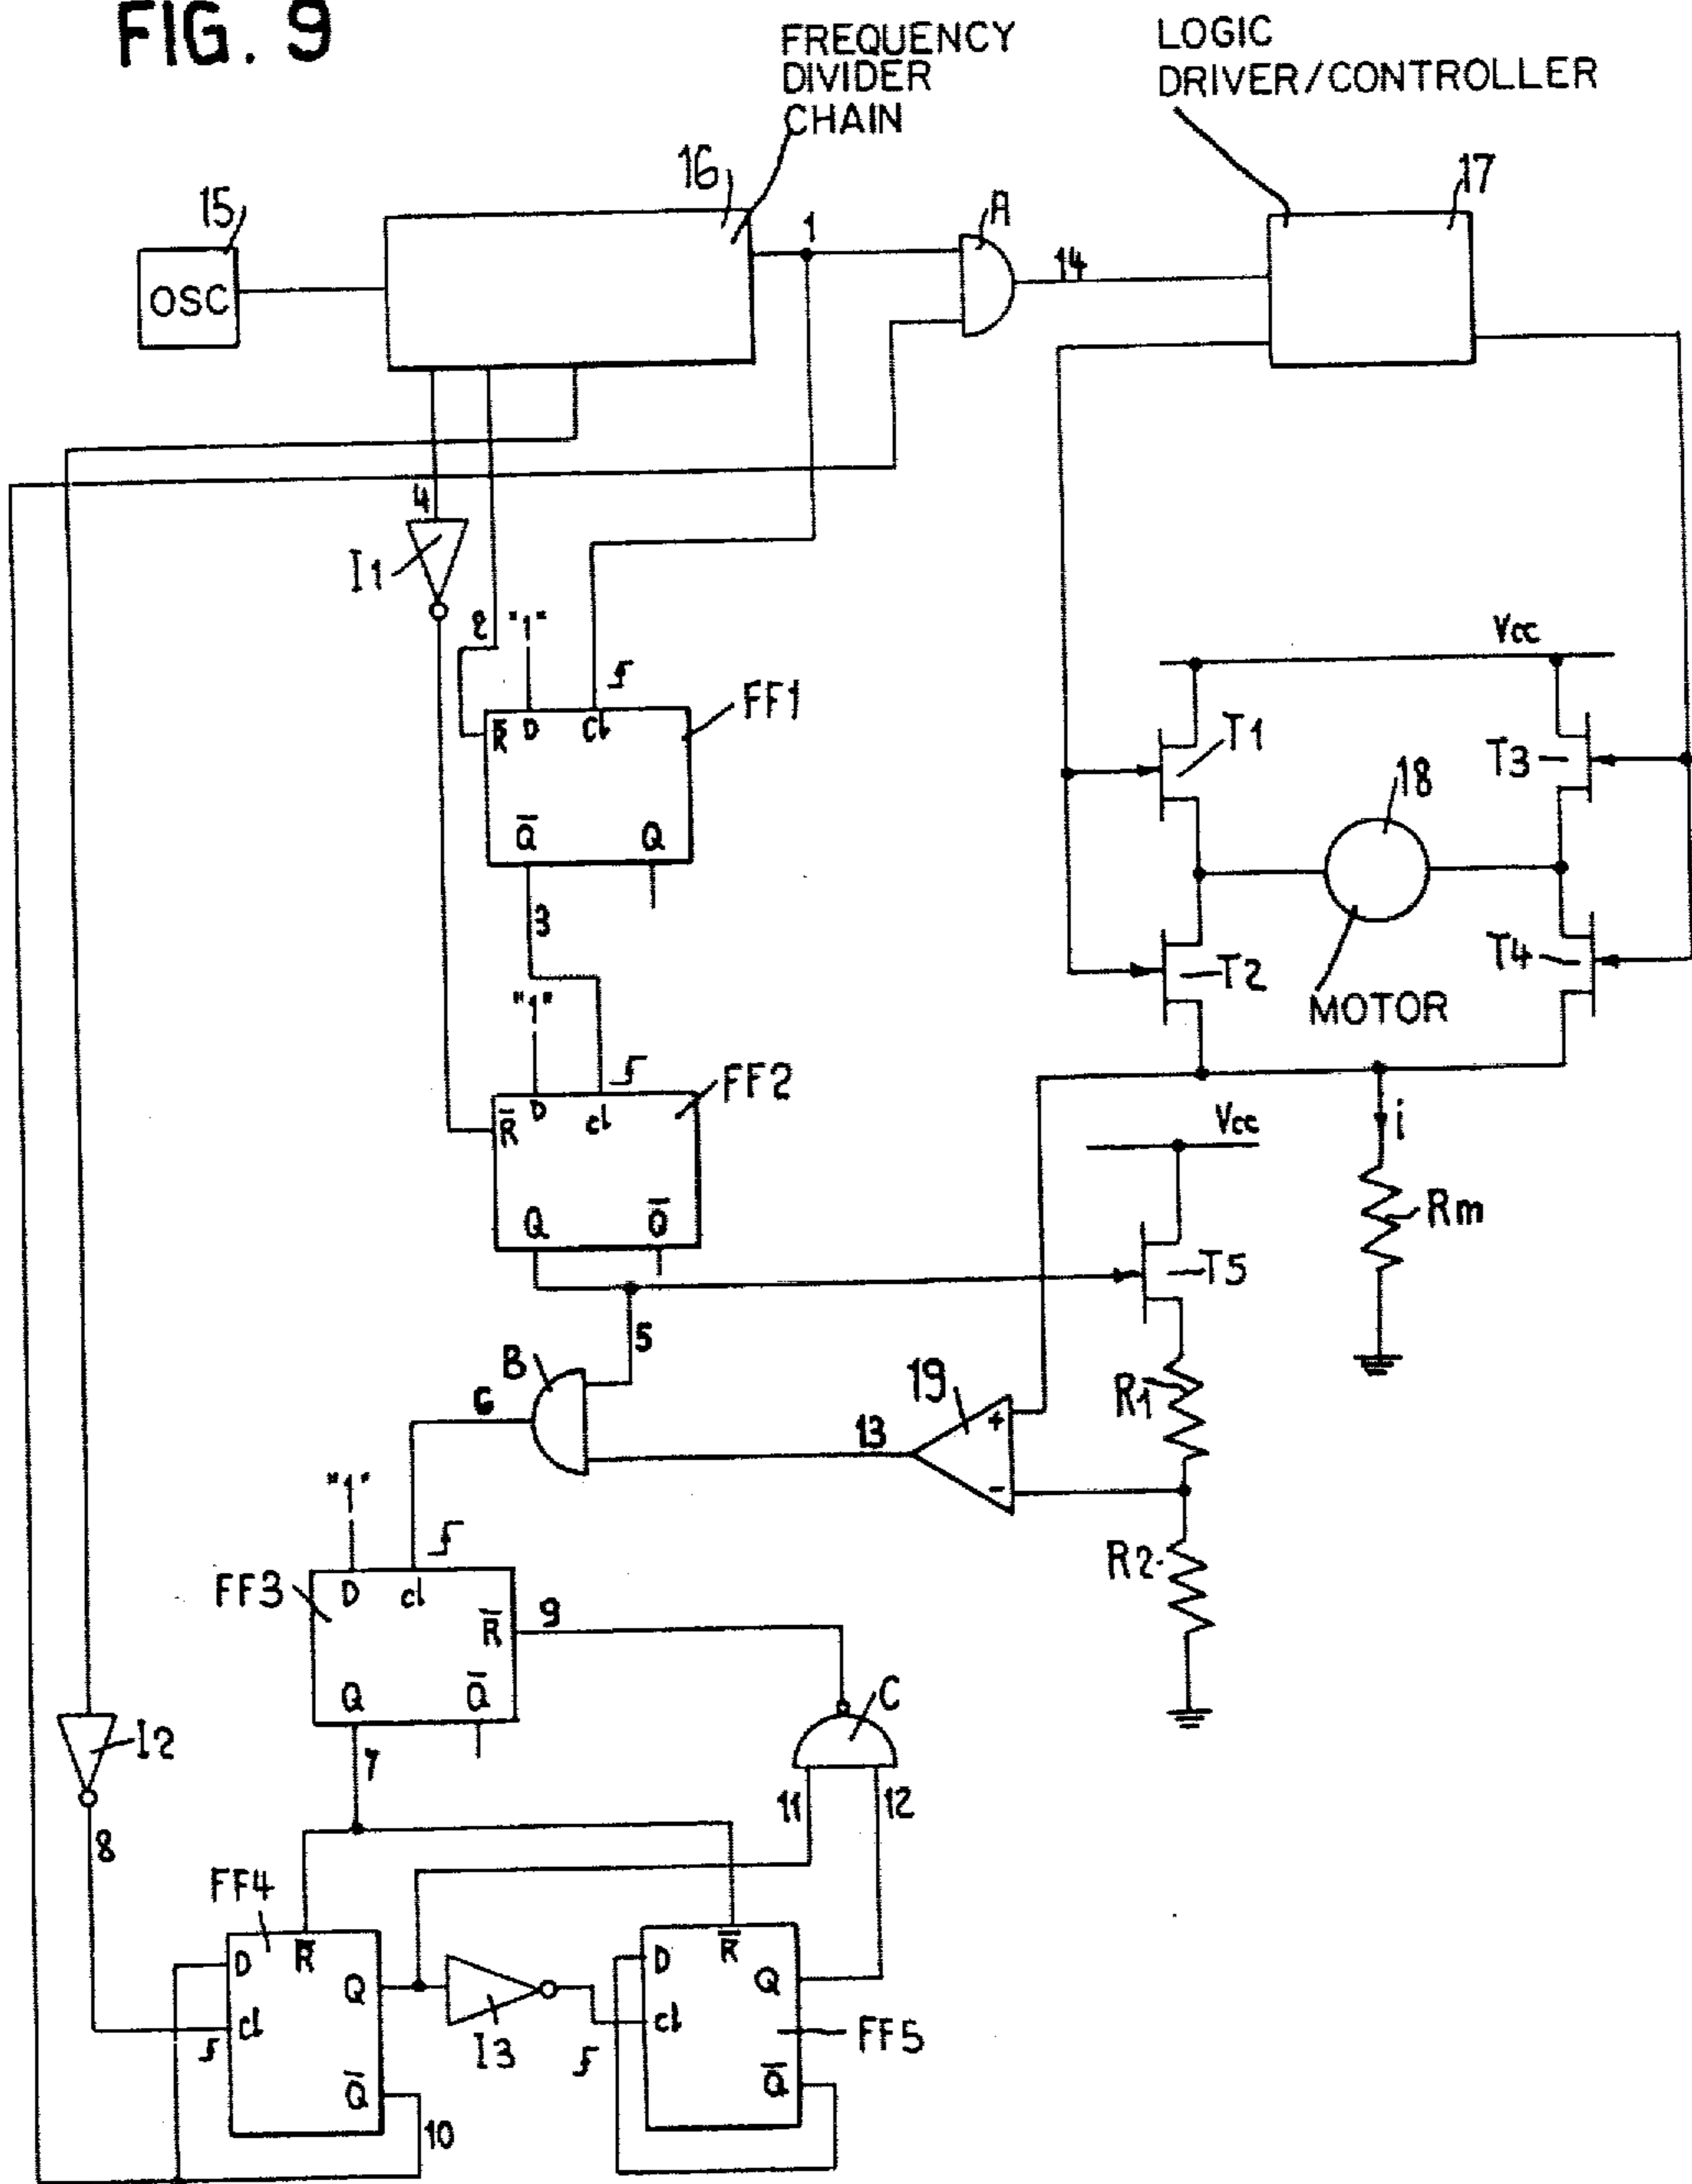 FIG. 9
FREQUENCY
DIVIDER
CHAIN
LOGIC
DRIVER/CONTROLLER
15
16
1
A
14
17
OSC
4
I1
2
"1"
R̅ D Cl
FF1
Q̅ Q
3
Vcc
T1
T3
18
T2
T4
MOTOR
"1"
R̅ D cl
FF2
Q Q̅
5
Vcc
i
Rm
T5
B
6
13
19
+
-
R1
R2
"1"
FF3
D cl
R̅
9
Q Q̅
7
C
I2
11
12
8
FF4
D
R̅
Q
cl
Q̅
10
I3
D
R̅
Q
cl
FF5
Q̅